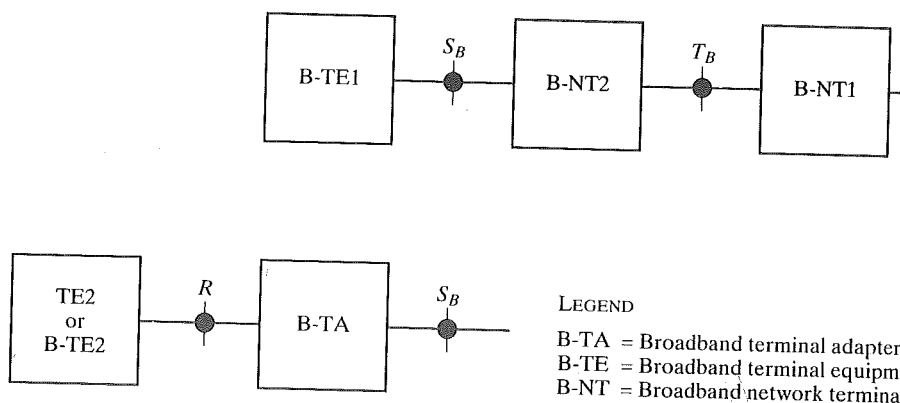 S_B
T_B
B-TE1
B-NT2
B-NT1
R
S_B
TE2
or
B-TE2
B-TA
LEGEND
B-TA = Broadband terminal adapter
B-TE = Broadband terminal equipm
B-NT = Broadband network termina